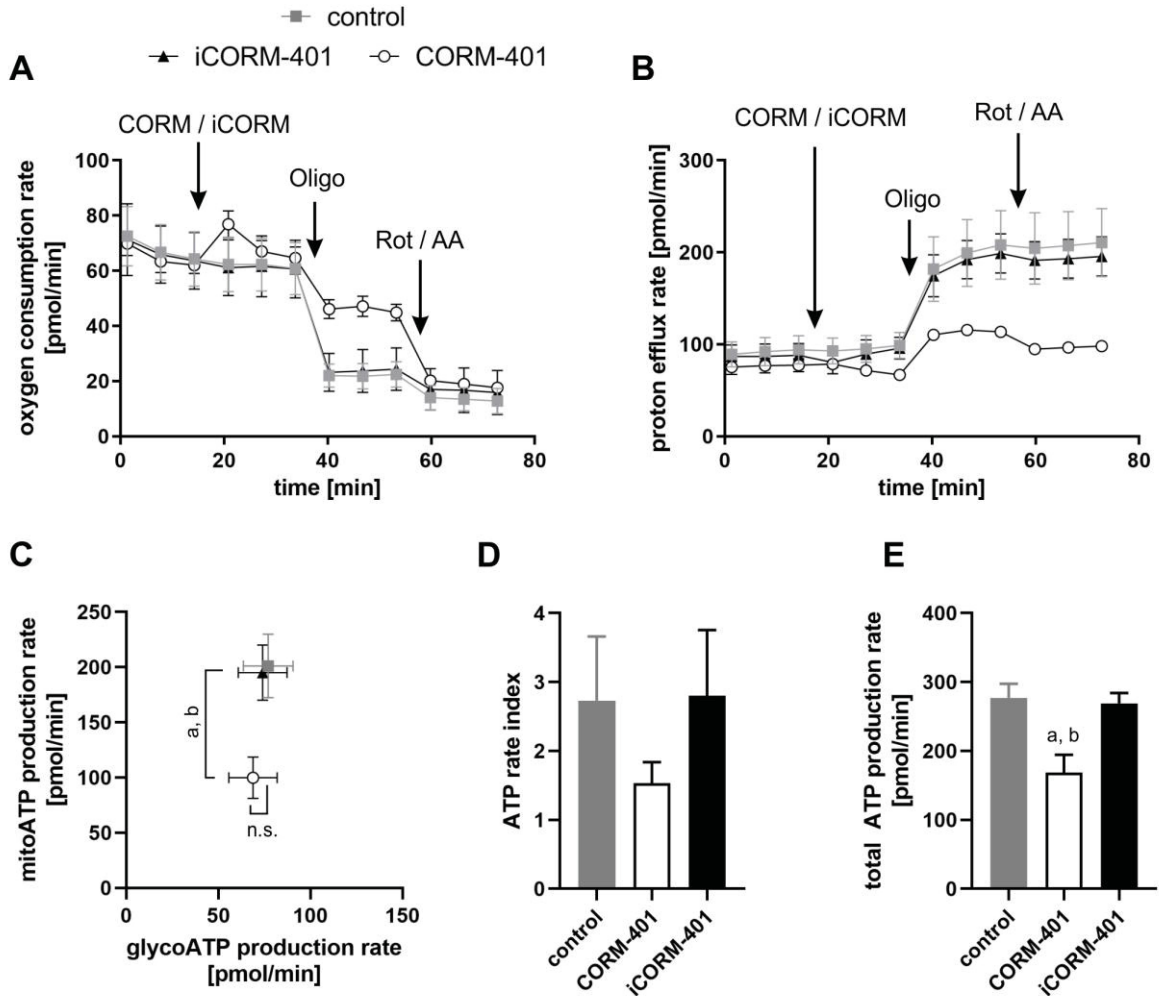 control
iCORM-401 CORM-401
A
CORM / iCORM
Oligo
Rot / AA
oxygen consumption rate
[pmol/min]
100
80
60
40
20
0
0 20 40 60 80
time [min]
B
CORM / iCORM
Rot / AA
Oligo
proton efflux rate [pmol/min]
300
200
100
0
0 20 40 60 80
time [min]
C
mitoATP production rate
[pmol/min]
250
200
150
100
50
0
a, b
n.s.
0 50 100 150
glycoATP production rate
[pmol/min]
D
ATP rate index
4
3
2
1
0
control
CORM-401
iCORM-401
E
total ATP production rate
[pmol/min]
400
300
200
100
0
a, b
control
CORM-401
iCORM-401